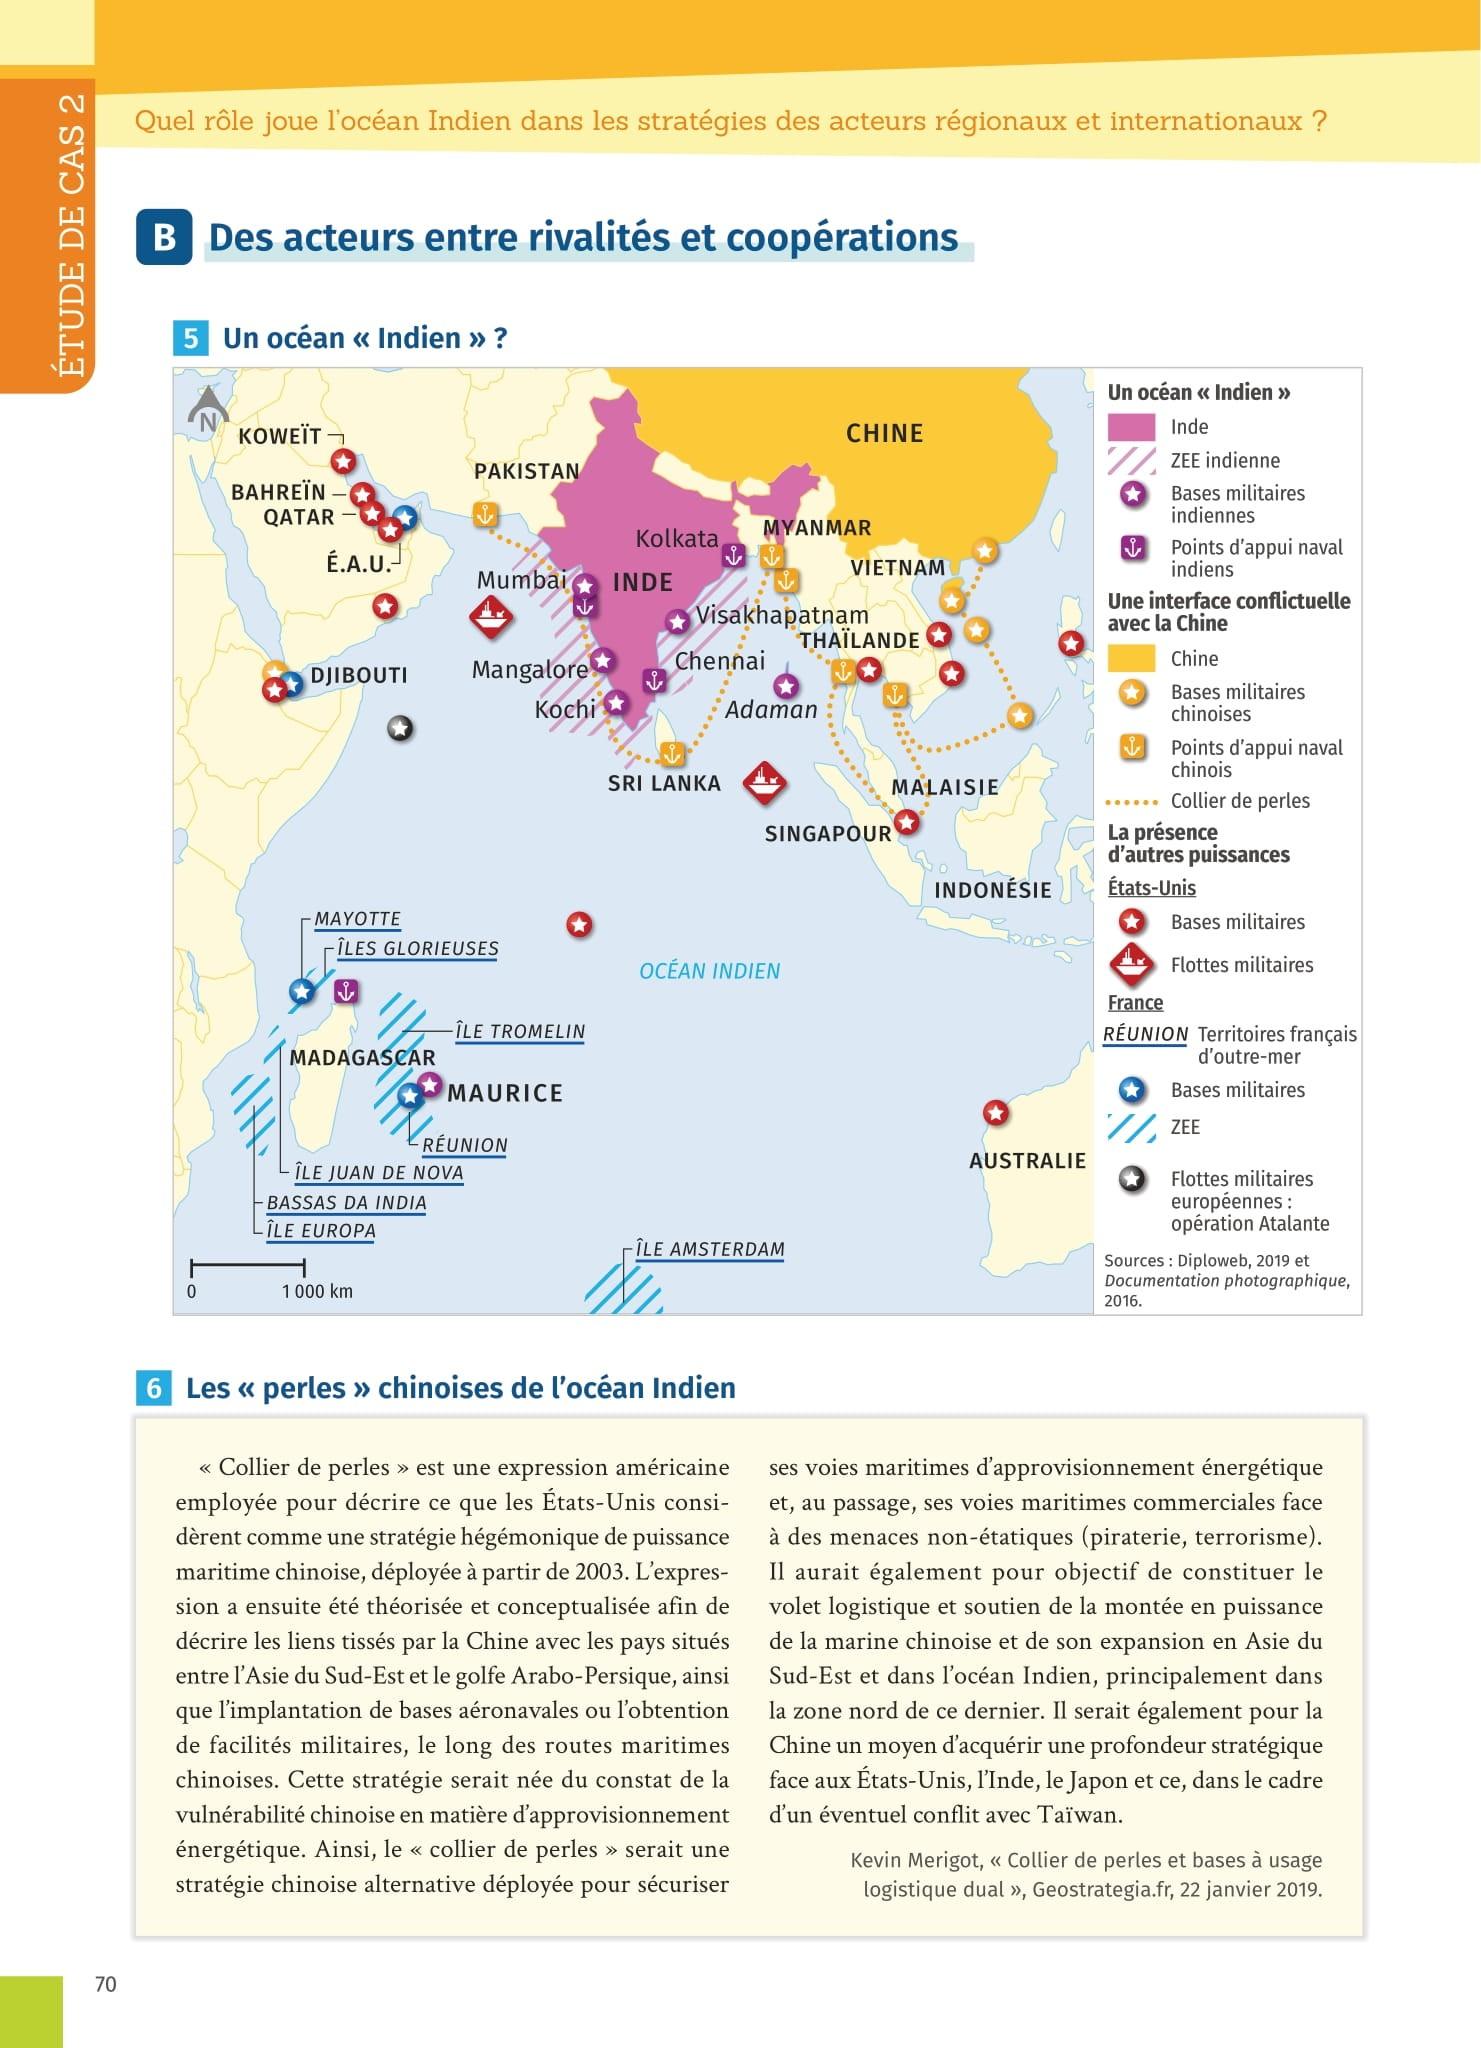 ÉTUDE DE CAS 2
Quel rôle joue l'océan Indien dans les stratégies des acteurs régionaux et internationaux ?
B Des acteurs entre rivalités et coopérations
5 Un océan « Indien » ?
N
KOWEÏT
BAHREÏN
QATAR
É.A.U.
PAKISTAN
CHINE
Kolkata
MYANMAR
Mumbai
INDE
VIETNAM
Visakhapatnam
THAÏLANDE
Mangalore
Chennai
DJIBOUTI
Kochi
Adaman
SRI LANKA
MALAISIE
SINGAPOUR
INDONÉSIE
MAYOTTE
ÎLES GLORIEUSES
OCÉAN INDIEN
ÎLE TROMELIN
MADAGASCAR
MAURICE
RÉUNION
ÎLE JUAN DE NOVA
BASSAS DA INDIA
ÎLE EUROPA
AUSTRALIE
ÎLE AMSTERDAM
0 1 000 km
Un océan « Indien »
Inde
ZEE indienne
Bases militaires
indiennes
Points d'appui naval
indiens
Une interface conflictuelle
avec la Chine
Chine
Bases militaires
chinoises
Points d'appui naval
chinois
Collier de perles
La présence
d'autres puissances
États-Unis
Bases militaires
Flottes militaires
France
RÉUNION Territoires français
d'outre-mer
Bases militaires
ZEE
Flottes militaires
européennes :
opération Atalante
Sources : Diploweb, 2019 et
Documentation photographique,
2016.
6 Les « perles » chinoises de l'océan Indien
« Collier de perles » est une expression américaine
employée pour décrire ce que les États-Unis consi-
dèrent comme une stratégie hégémonique de puissance
maritime chinoise, déployée à partir de 2003. L'expres-
sion a ensuite été théorisée et conceptualisée afin de
décrire les liens tissés par la Chine avec les pays situés
entre l'Asie du Sud-Est et le golfe Arabo-Persique, ainsi
que l'implantation de bases aéronavales ou l'obtention
de facilités militaires, le long des routes maritimes
chinoises. Cette stratégie serait née du constat de la
vulnérabilité chinoise en matière d'approvisionnement
énergétique. Ainsi, le « collier de perles » serait une
stratégie chinoise alternative déployée pour sécuriser
ses voies maritimes d'approvisionnement énergétique
et, au passage, ses voies maritimes commerciales face
à des menaces non-étatiques (piraterie, terrorisme).
Il aurait également pour objectif de constituer le
volet logistique et soutien de la montée en puissance
de la marine chinoise et de son expansion en Asie du
Sud-Est et dans l'océan Indien, principalement dans
la zone nord de ce dernier. Il serait également pour la
Chine un moyen d'acquérir une profondeur stratégique
face aux États-Unis, l'Inde, le Japon et ce, dans le cadre
d'un éventuel conflit avec Taïwan.
Kevin Merigot, « Collier de perles et bases à usage
logistique dual », Geostrategia.fr, 22 janvier 2019.
70